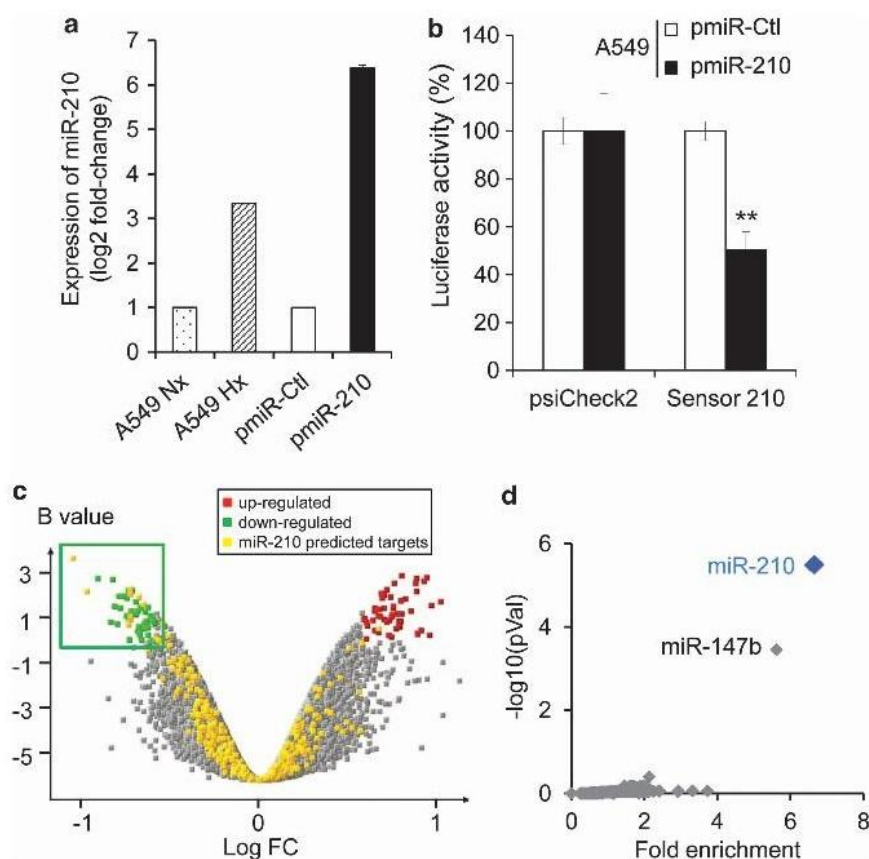 a
Expression of miR-210
(log2 fold-change)
7
6
5
4
3
2
1
0
A549 Nx
A549 Hx
pmiR-Ctl
pmiR-210
b
A549
pmiR-Ctl
pmiR-210
Luciferase activity (%)
140
120
100
80
60
40
20
0
**
psiCheck2
Sensor 210
c
B value
up-regulated
down-regulated
miR-210 predicted targets
3
1
-1
-3
-5
-1
0
1
Log FC
d
-log10(pVal)
-6
-4
-2
0
miR-210
miR-147b
0
2
4
6
8
Fold enrichment